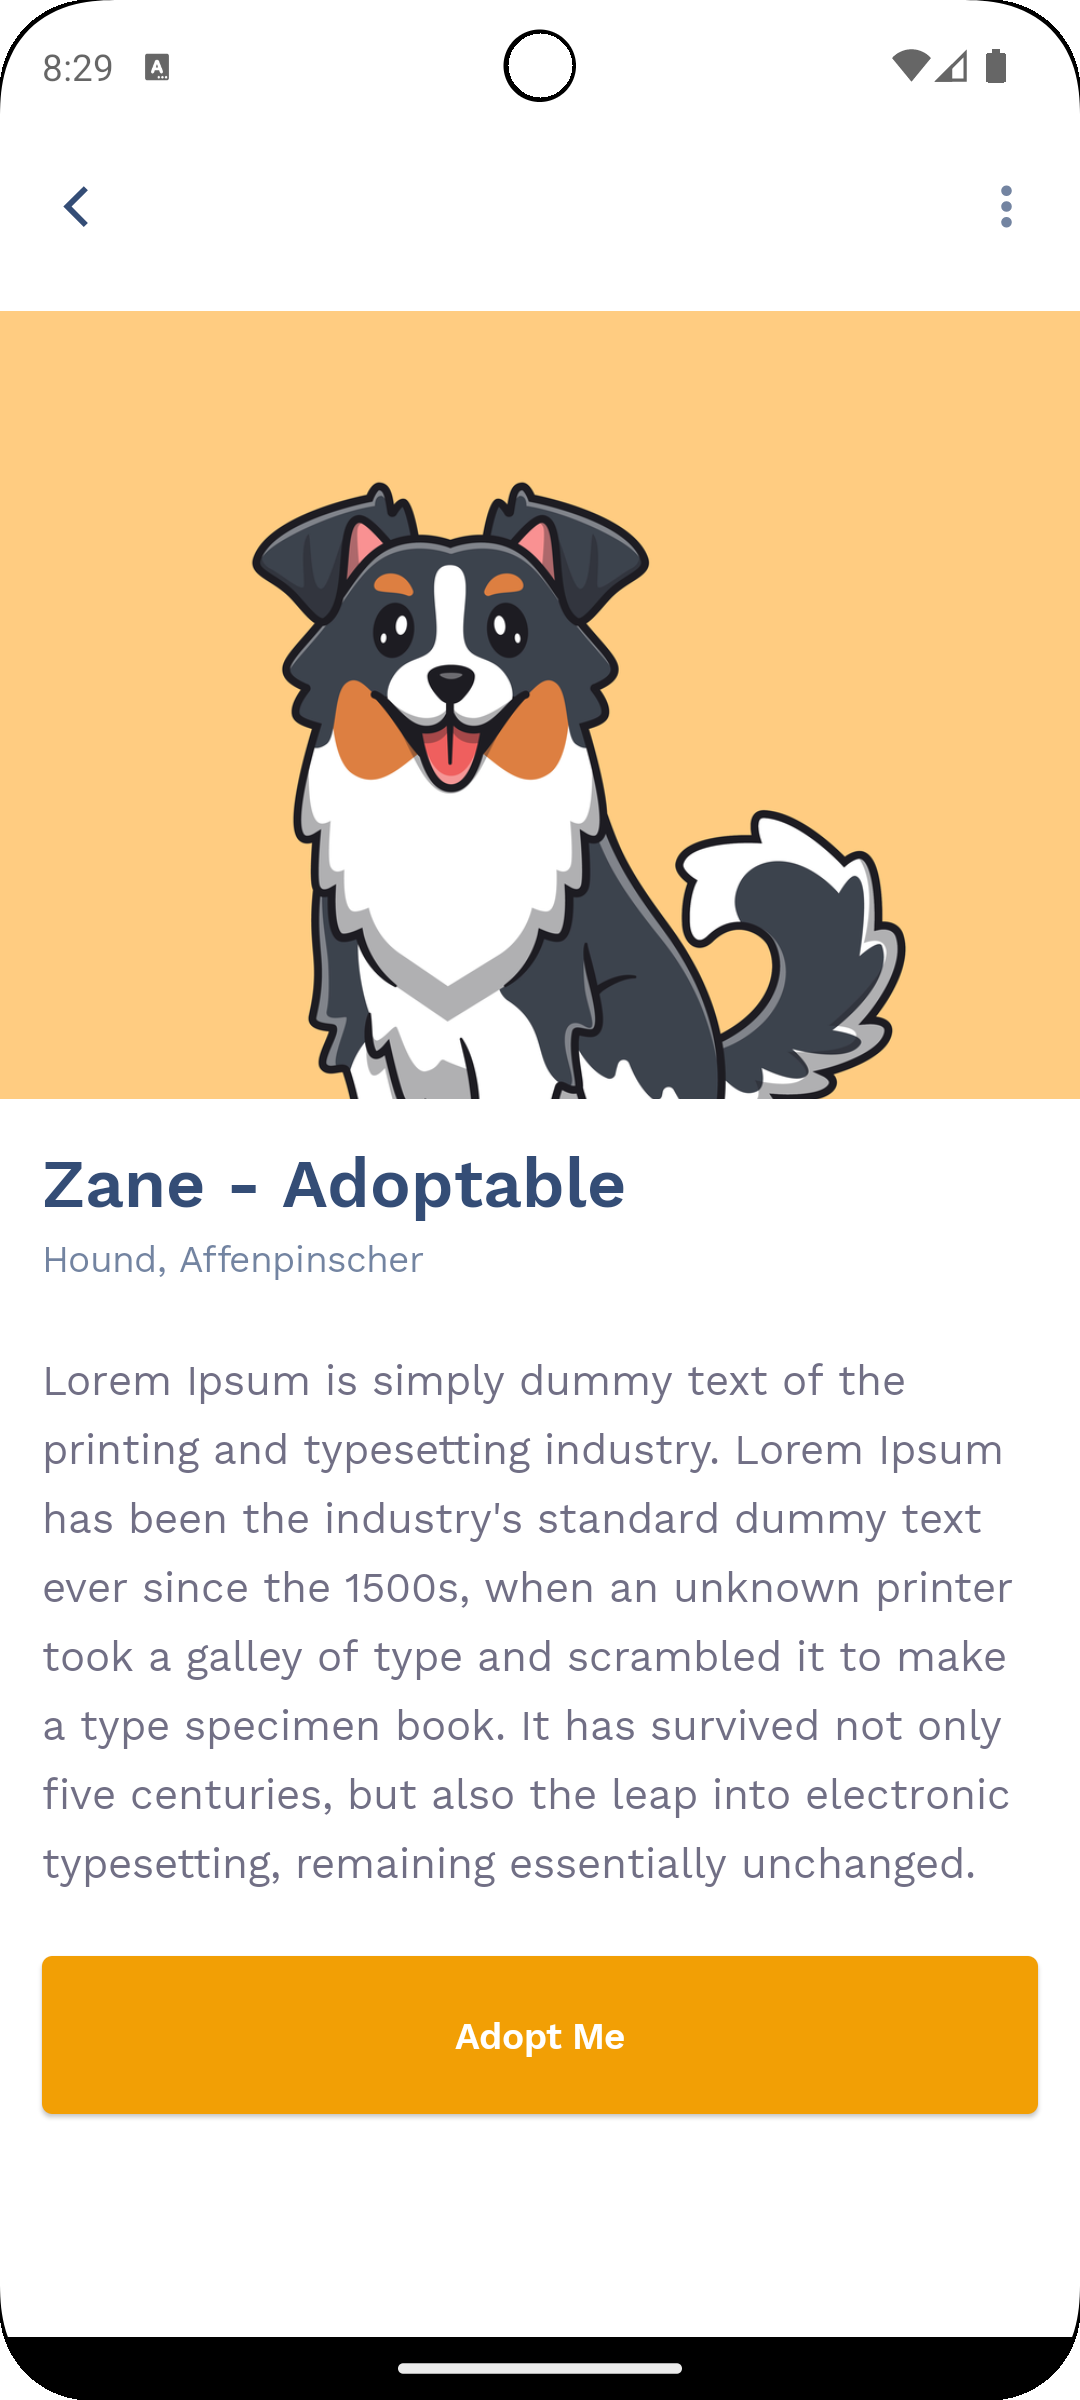 8:29
A
Zane - Adoptable
Hound, Affenpinscher
Lorem Ipsum is simply dummy text of the
printing and typesetting industry. Lorem Ipsum
has been the industry's standard dummy text
ever since the 1500s, when an unknown printer
took a galley of type and scrambled it to make
a type specimen book. It has survived not only
five centuries, but also the leap into electronic
typesetting, remaining essentially unchanged.
Adopt Me